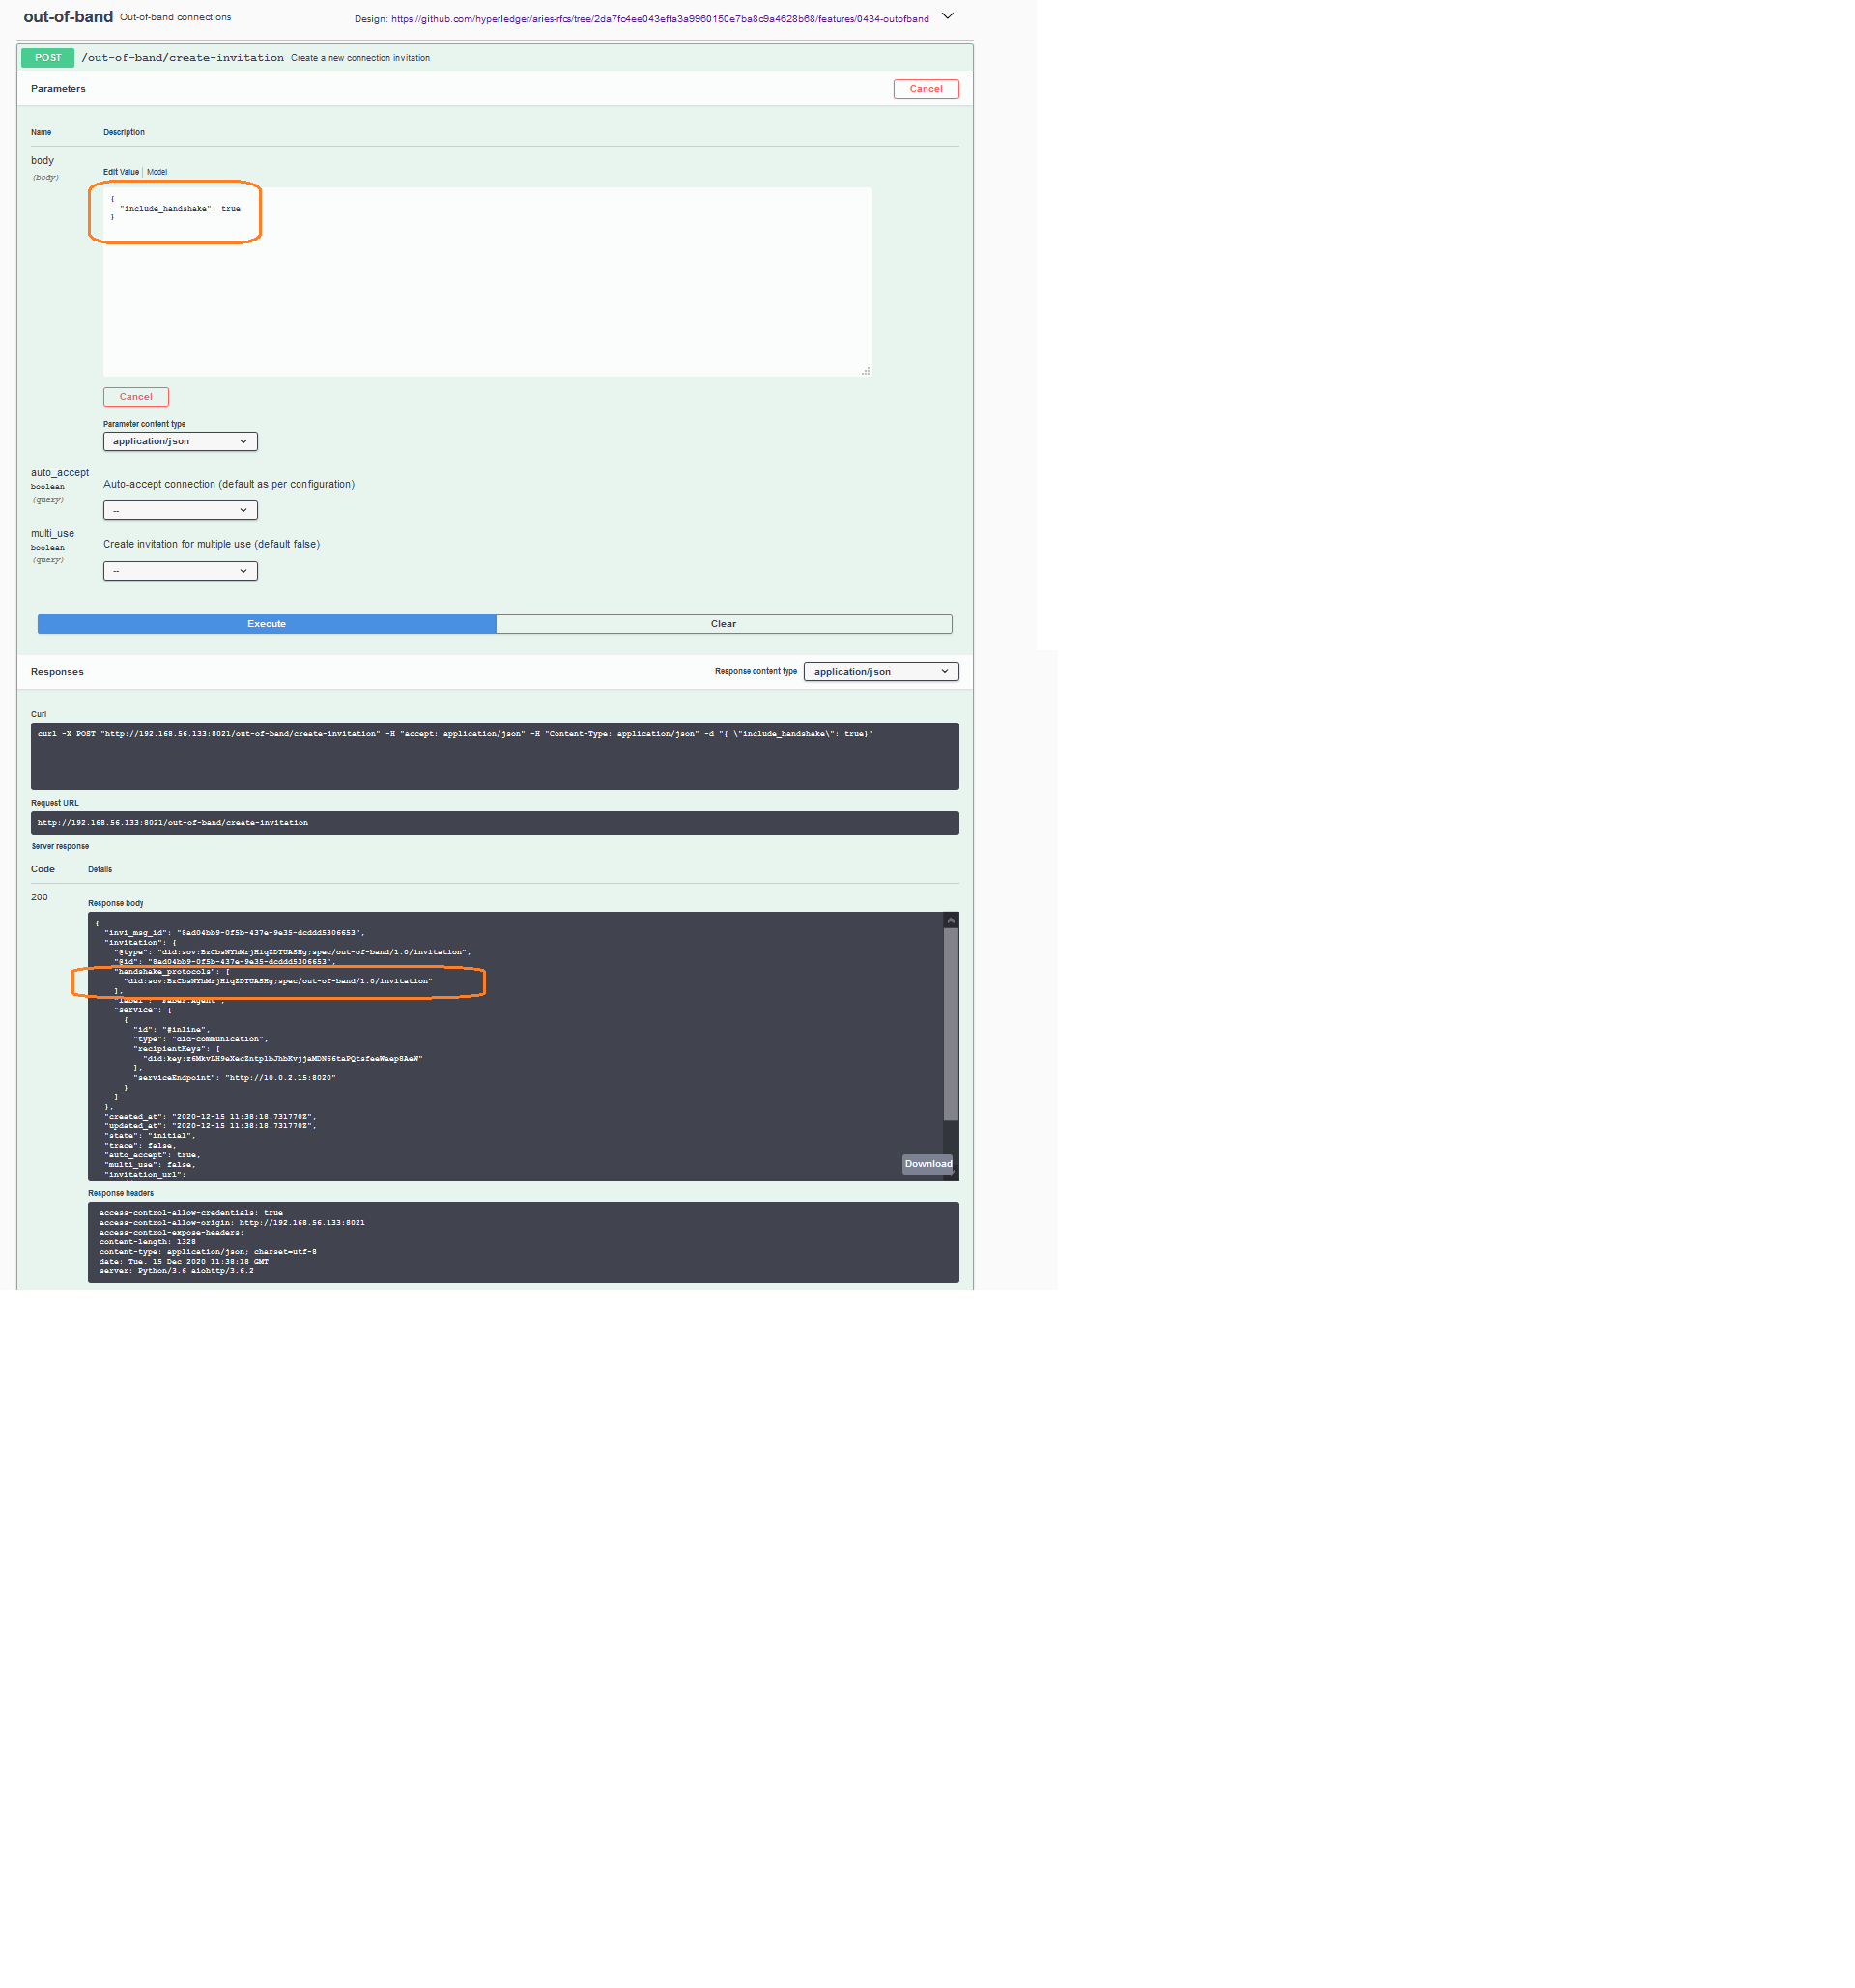 out-of-band Out-of-band connections
Design: https://github.com/hyperledger/aries-rfcs/tree/2da7fc4ee043effa3a9960150e7ba8c9a4628b68/features/0434-outofband
POST /out-of-band/create-invitation Create a new connection invitation
Parameters
Cancel
Name Description
body
(body)
Edit Value | Model
{
"include_handshake": true
}
Cancel
Parameter content type
application/json
auto_accept
boolean
(query)
Auto-accept connection (default as per configuration)
--
multi_use
boolean
(query)
Create invitation for multiple use (default false)
--
Execute Clear
Responses
Response content type application/json
Curl
curl -X POST "http://192.168.56.133:8021/out-of-band/create-invitation" -H "accept: application/json" -H "Content-Type: application/json" -d "{ \"include_handshake\": true}"
Request URL
http://192.168.56.133:8021/out-of-band/create-invitation
Server response
Code Details
200
Response body
{
"invi_msg_id": "8ad04bb9-0f5b-437e-9e35-dcddd5306653",
"invitation": {
"@type": "did:sov:BzCbsNYhMrjHiqZDTUASHg;spec/out-of-band/1.0/invitation",
"@id": "8ad04bb9-0f5b-437e-9e35-dcddd5306653",
"handshake_protocols": [
"did:sov:BzCbsNYhMrjHiqZDTUASHg;spec/out-of-band/1.0/invitation"
],
"label": "Faber.Agent",
"service": [
{
"id": "#inline",
"type": "did-communication",
"recipientKeys": [
"did:key:z6MkvLH9eXecZntp1bJhbKvjjaMDN66taPQtsfeeWaep8AeW"
],
"serviceEndpoint": "http://10.0.2.15:8020"
}
]
},
"created_at": "2020-12-15 11:38:18.731770Z",
"updated_at": "2020-12-15 11:38:18.731770Z",
"state": "initial",
"trace": false,
"auto_accept": true,
"multi_use": false,
"invitation_url":
Download
Response headers
access-control-allow-credentials: true
access-control-allow-origin: http://192.168.56.133:8021
access-control-expose-headers:
content-length: 1328
content-type: application/json; charset=utf-8
date: Tue, 15 Dec 2020 11:38:18 GMT
server: Python/3.6 aiohttp/3.6.2